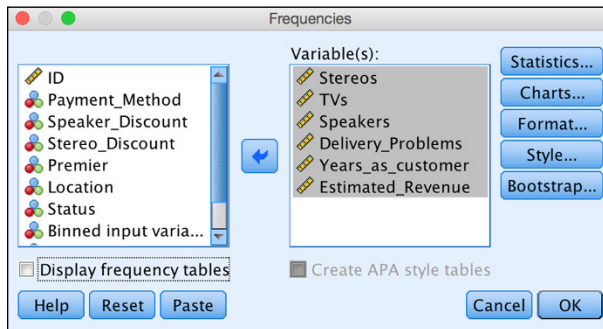 Frequencies
ID
Payment_Method
Speaker_Discount
Stereo_Discount
Premier
Location
Status
Binned input varia...
Variable(s):
Stereos
TVs
Speakers
Delivery_Problems
Years_as_customer
Estimated_Revenue
Statistics...
Charts...
Format...
Style...
Bootstrap...
Display frequency tables
Create APA style tables
Help
Reset
Paste
Cancel
OK